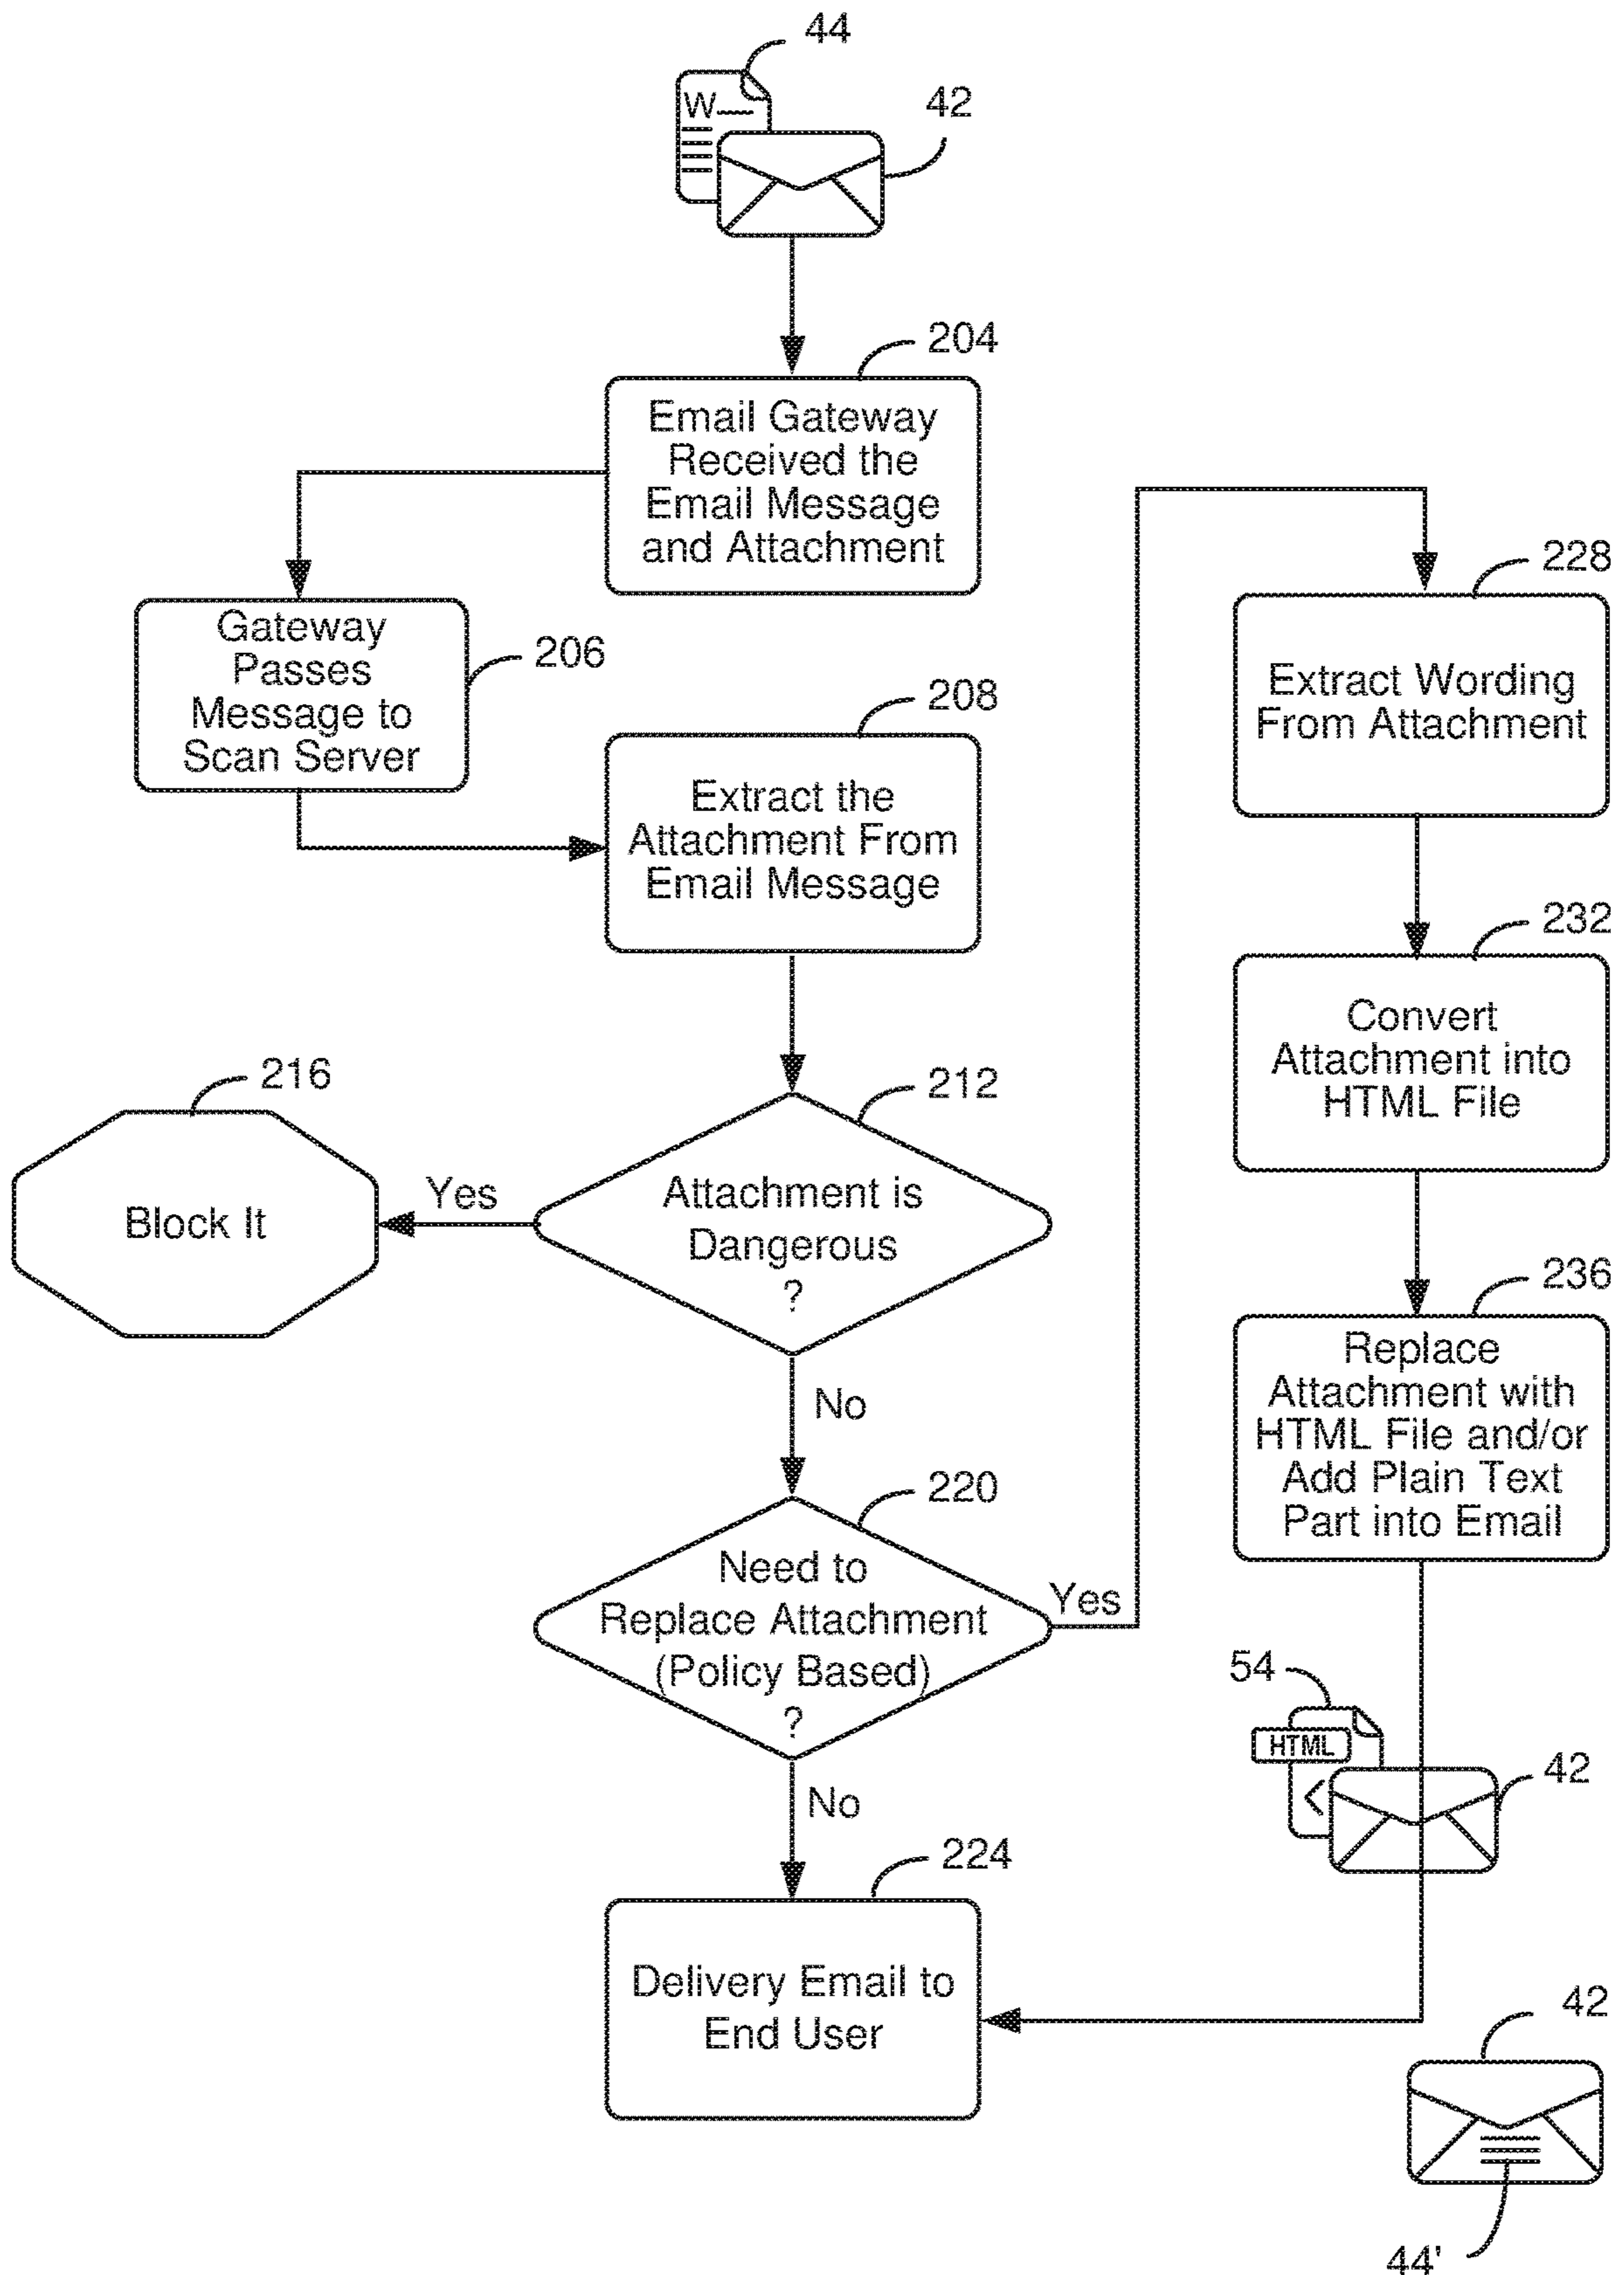 44
W
42
204
Email Gateway
Received the
Email Message
and Attachment
Gateway
Passes
Message to
Scan Server
206
208
Extract the
Attachment From
Email Message
212
Attachment is
Dangerous
?
Yes
216
Block It
No
220
Need to
Replace Attachment
(Policy Based)
?
Yes
No
224
Delivery Email to
End User
228
Extract Wording
From Attachment
232
Convert
Attachment into
HTML File
236
Replace
Attachment with
HTML File and/or
Add Plain Text
Part into Email
54
HTML
<
42
42
44'